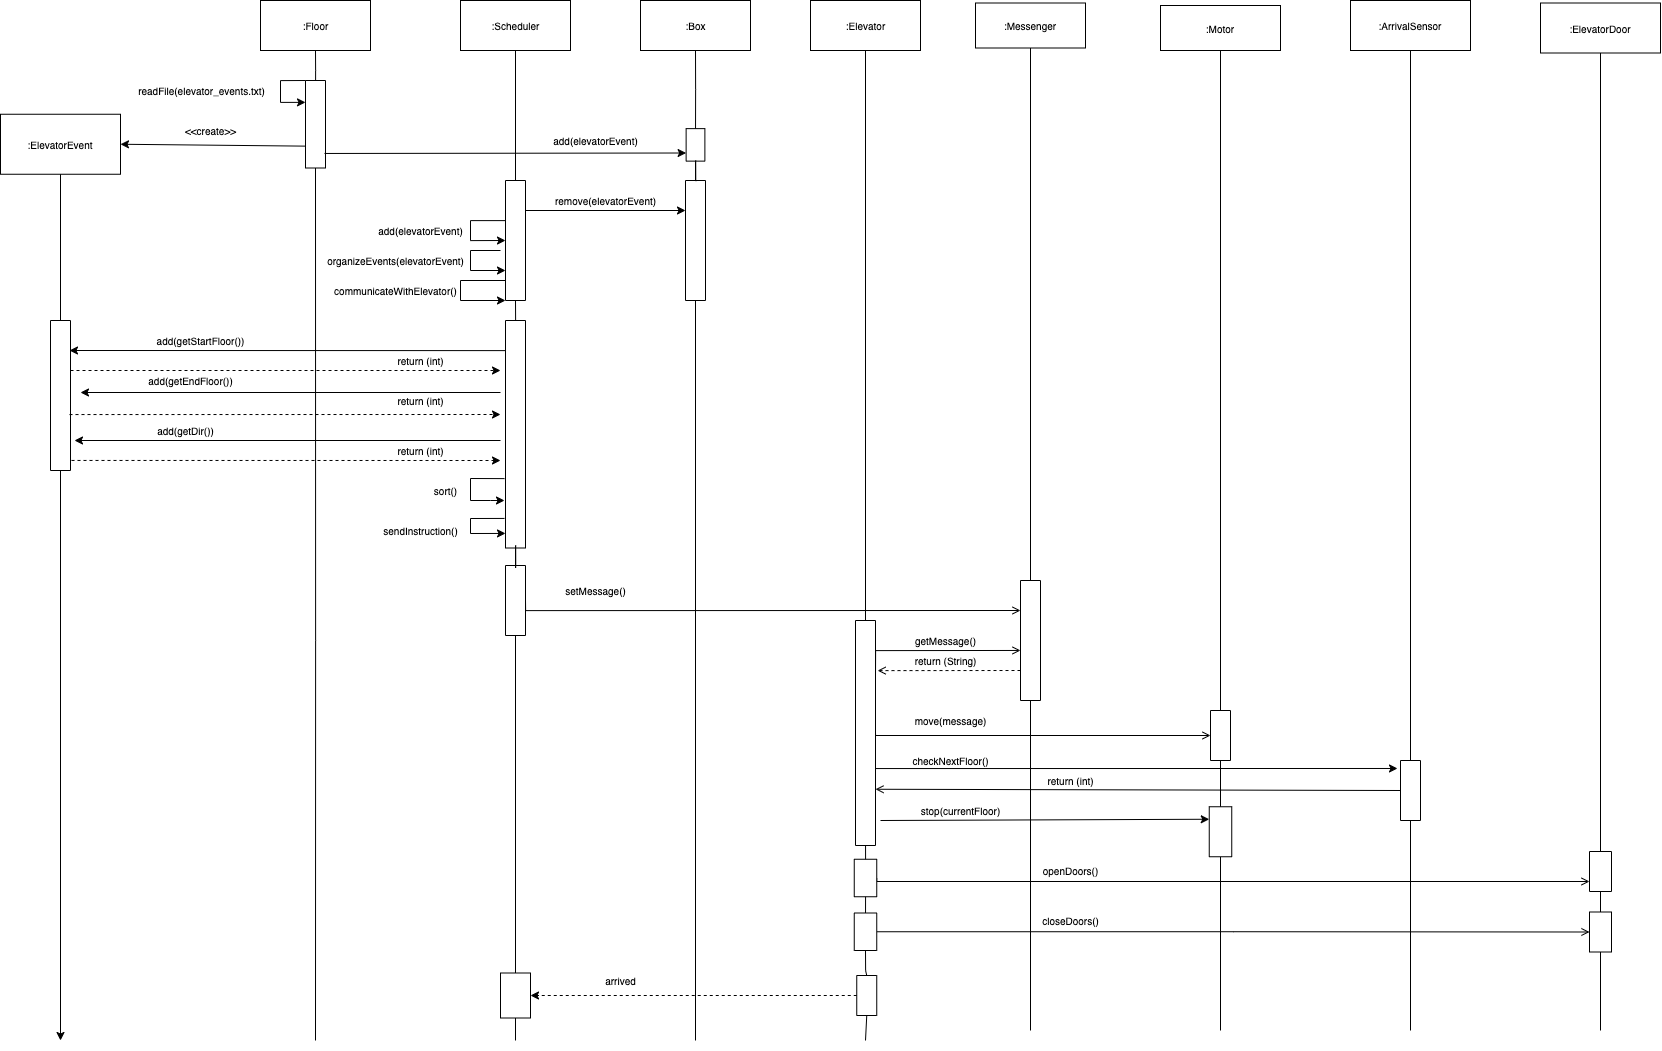 :Floor
:Scheduler
:Box
:Elevator
:Messenger
:Motor
:ArrivalSensor
:ElevatorDoor
readFile(elevator_events.txt)
<<create>>
:ElevatorEvent
add(elevatorEvent)
remove(elevatorEvent)
add(elevatorEvent)
organizeEvents(elevatorEvent)
communicateWithElevator()
add(getStartFloor())
return (int)
add(getEndFloor())
return (int)
add(getDir())
return (int)
sort()
sendInstruction()
setMessage()
getMessage()
return (String)
move(message)
checkNextFloor()
return (int)
stop(currentFloor)
openDoors()
closeDoors()
arrived